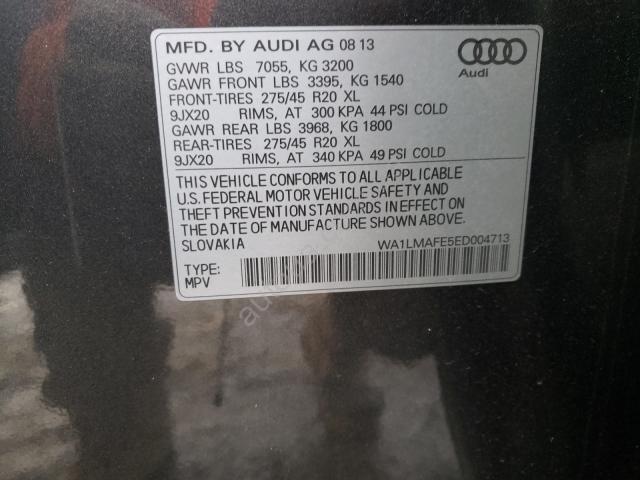 MFD. BY AUDI AG 08 13
GVWR LBS 7055, KG 3200
GAWR FRONT LBS 3395, KG 1540
FRONT-TIRES 275/45 R20 XL
9JX20 RIMS, AT 300 KPA 44 PSI COLD
GAWR REAR LBS 3968, KG 1800
REAR-TIRES 275/45 R20 XL
9JX20 RIMS, AT 340 KPA 49 PSI COLD
Audi
THIS VEHICLE CONFORMS TO ALL APPLICABLE
U.S. FEDERAL MOTOR VEHICLE SAFETY AND
THEFT PREVENTION STANDARDS IN EFFECT ON
THE DATE OF MANUFACTURE SHOWN ABOVE.
SLOVAKIA WA1LMAFE5ED004713
TYPE:
MPV